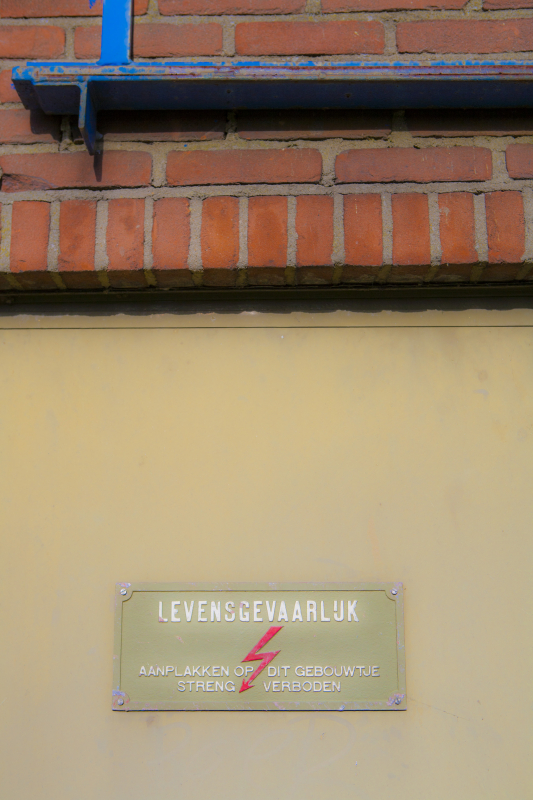 LEVENSGEVAARLIJK
AANPLAKKEN OP DIT GEBOUWTJE
STRENG VERBODEN